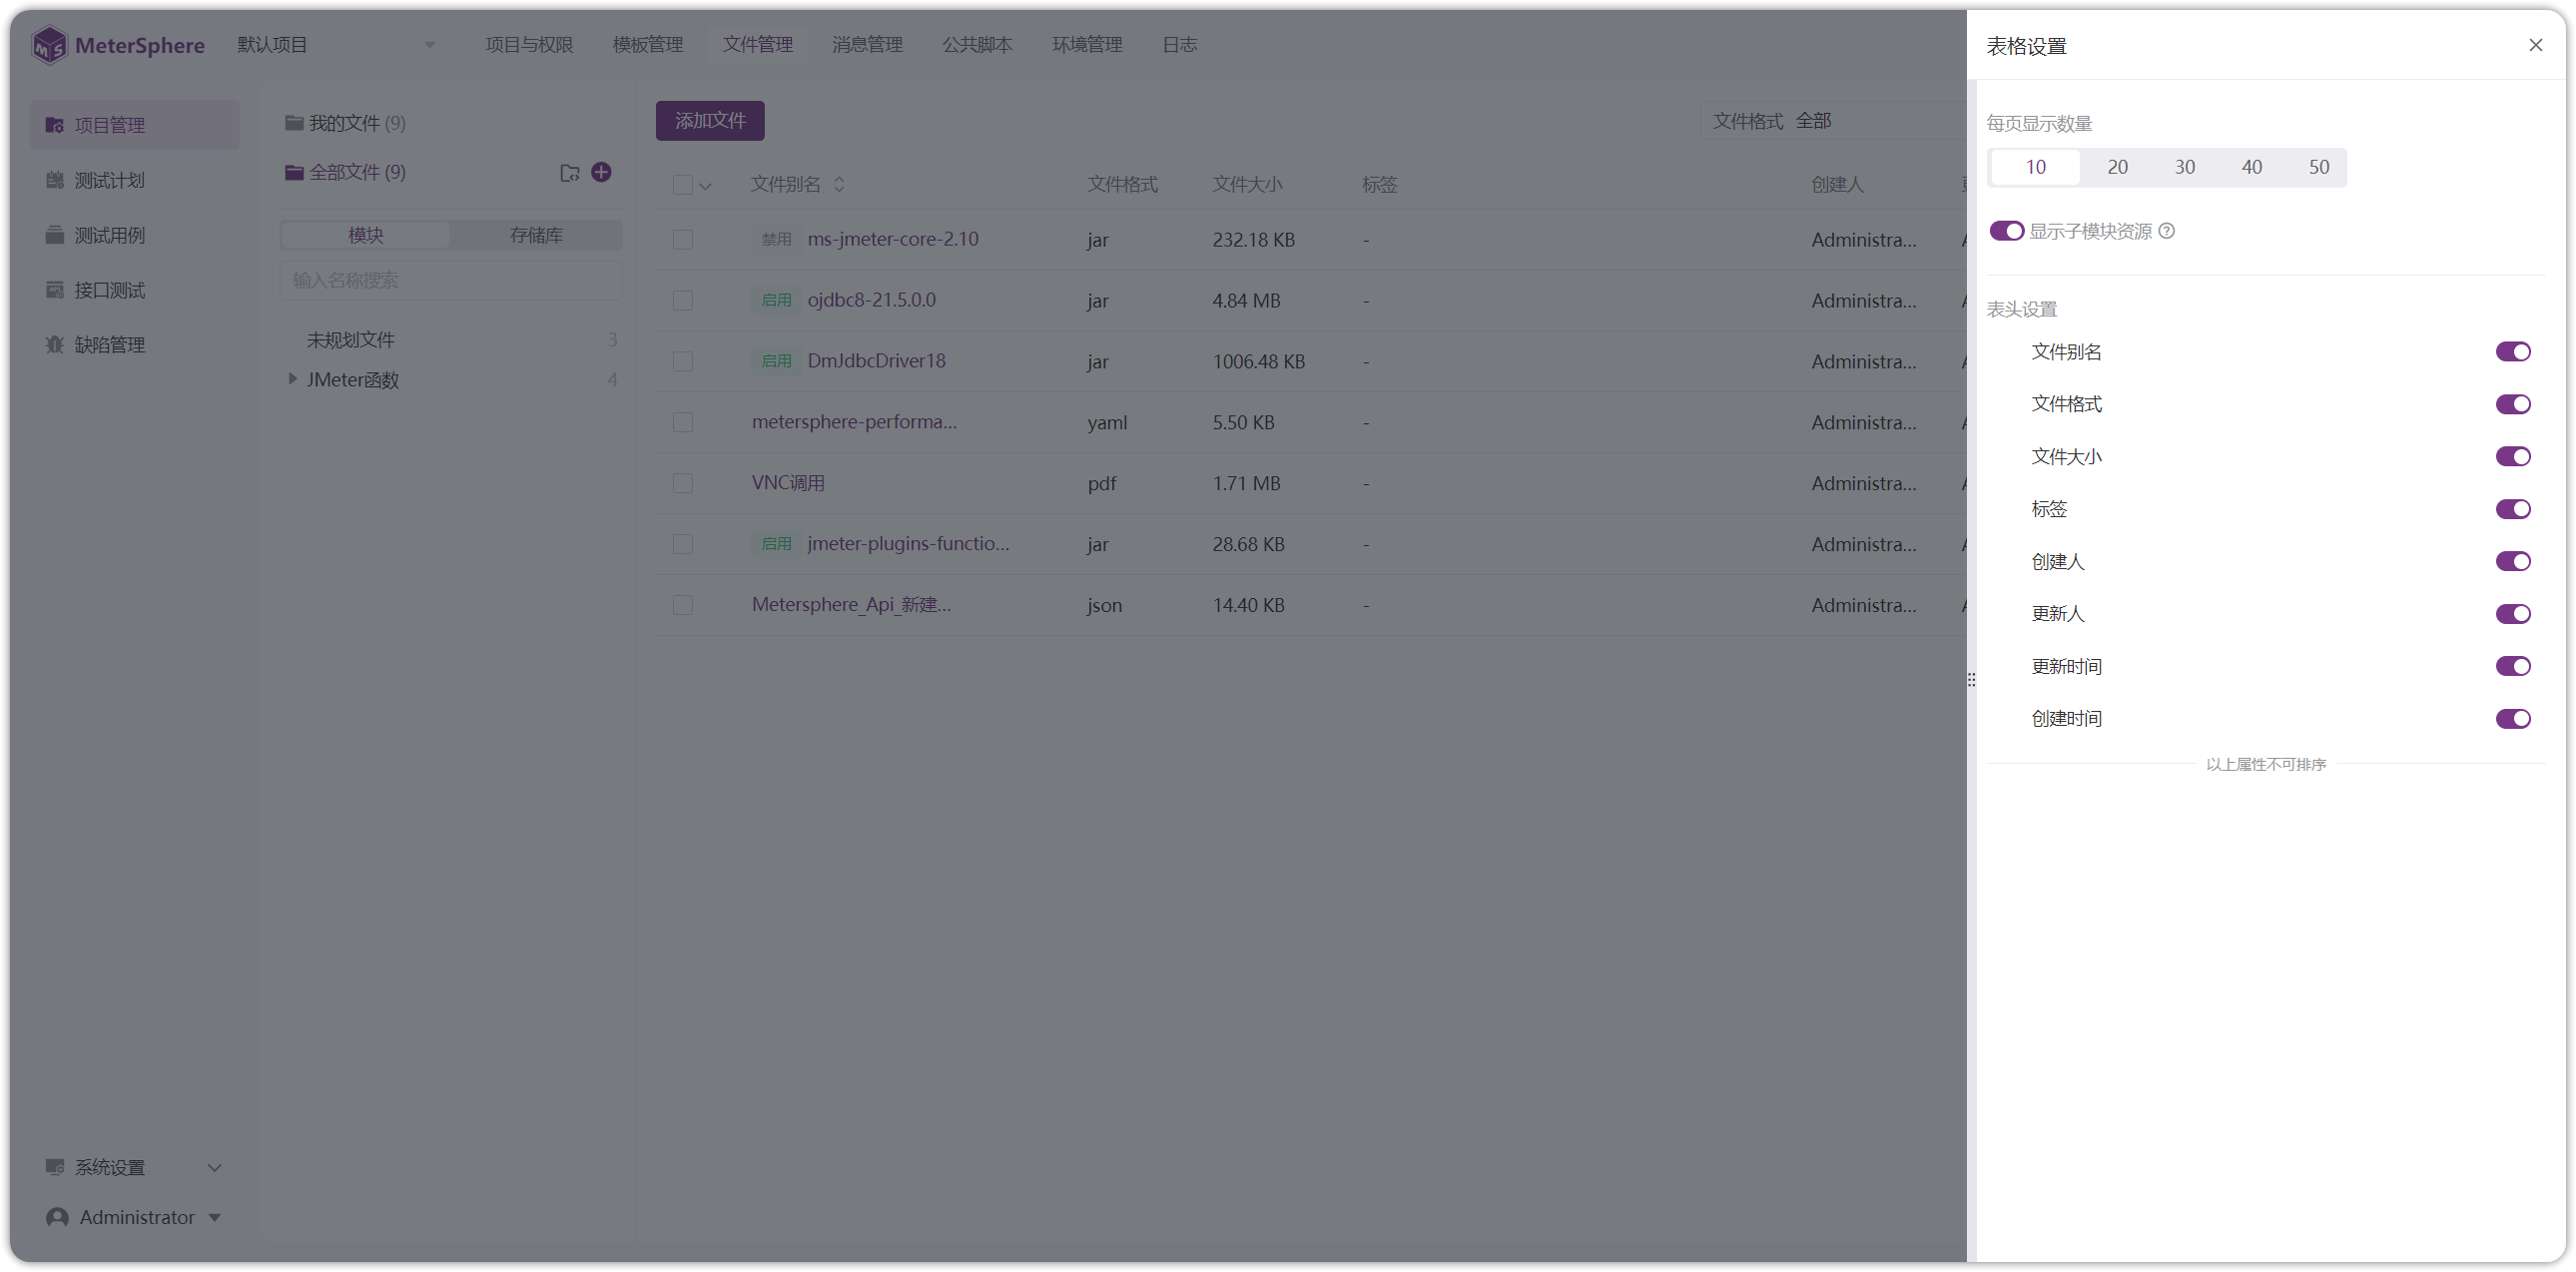 MeterSphere 默认项目 项目与权限 模板管理 文件管理 消息管理 公共脚本 环境管理 日志
项目管理
测试计划
测试用例
接口测试
缺陷管理
系统设置
Administrator
我的文件 (9)
全部文件 (9)
模块 存储库
输入名称搜索
未规划文件 3
JMeter函数 4
添加文件 文件格式 全部
文件别名 文件格式 文件大小 标签 创建人
禁用 ms-jmeter-core-2.10 jar 232.18 KB - Administra...
启用 ojdbc8-21.5.0.0 jar 4.84 MB - Administra...
启用 DmJdbcDriver18 jar 1006.48 KB - Administra...
metersphere-performa... yaml 5.50 KB - Administra...
VNC调用 pdf 1.71 MB - Administra...
启用 jmeter-plugins-functio... jar 28.68 KB - Administra...
Metersphere_Api_新建... json 14.40 KB - Administra...
表格设置
每页显示数量
10 20 30 40 50
显示子模块资源
表头设置
文件别名
文件格式
文件大小
标签
创建人
更新人
更新时间
创建时间
以上属性不可排序